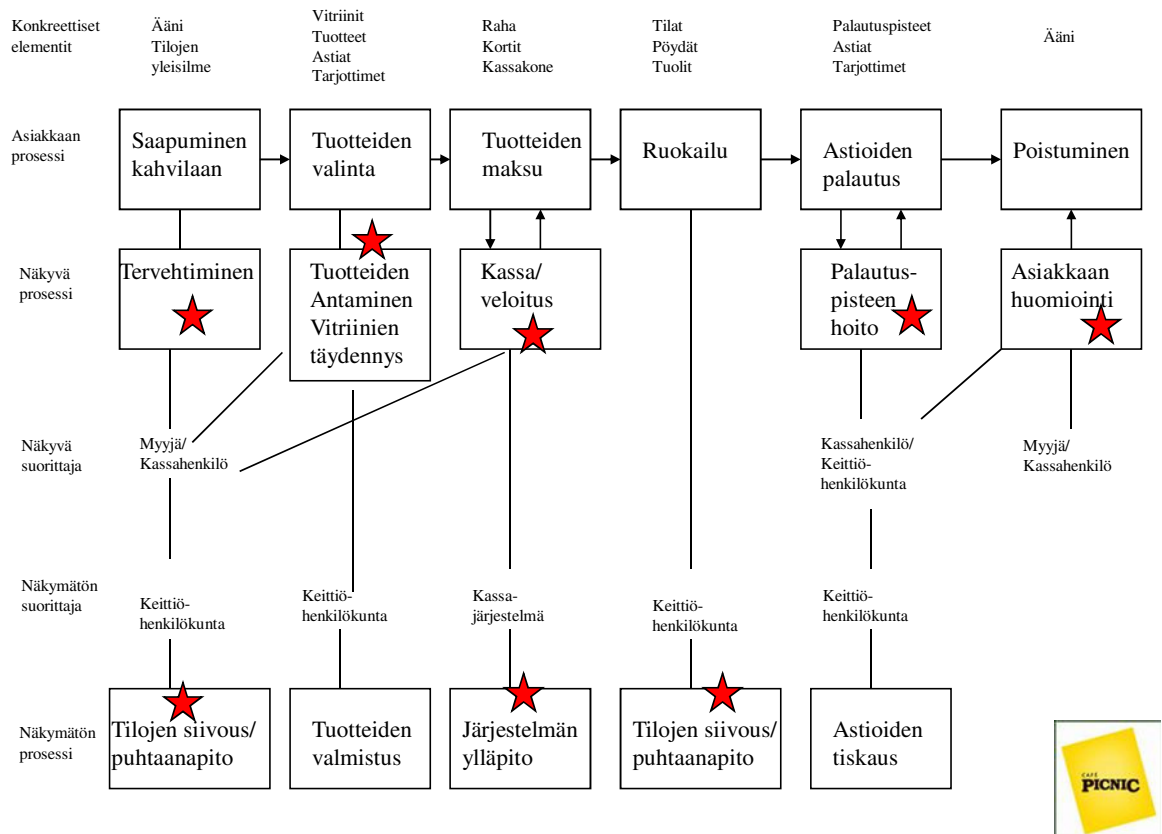 Konkreettiset
elementit
Ääni
Tilojen
yleisilme
Vitriinit
Tuotteet
Astiat
Tarjottimet
Raha
Kortit
Kassakone
Tilat
Pöydät
Tuolit
Palautuspisteet
Astiat
Tarjottimet
Ääni
Asiakkaan
prosessi
Saapuminen
kahvilaan
Tuotteiden
valinta
Tuotteiden
maksu
Ruokailu
Astioiden
palautus
Poistuminen
Näkyvä
prosessi
Tervehtiminen
Tuotteiden
Antaminen
Vitriinien
täydennys
Kassa/
veloitus
Palautus-
pisteen
hoito
Asiakkaan
huomiointi
Näkyvä
suorittaja
Myyjä/
Kassahenkilö
Kassahenkilö/
Keittiö-
henkilökunta
Myyjä/
Kassahenkilö
Näkymätön
suorittaja
Keittiö-
henkilökunta
Keittiö-
henkilökunta
Kassa-
järjestelmä
Keittiö-
henkilökunta
Keittiö-
henkilökunta
Näkymätön
prosessi
Tilojen siivous/
puhtaanapito
Tuotteiden
valmistus
Järjestelmän
ylläpito
Tilojen siivous/
puhtaanapito
Astioiden
tiskaus
CAFE
PICNIC